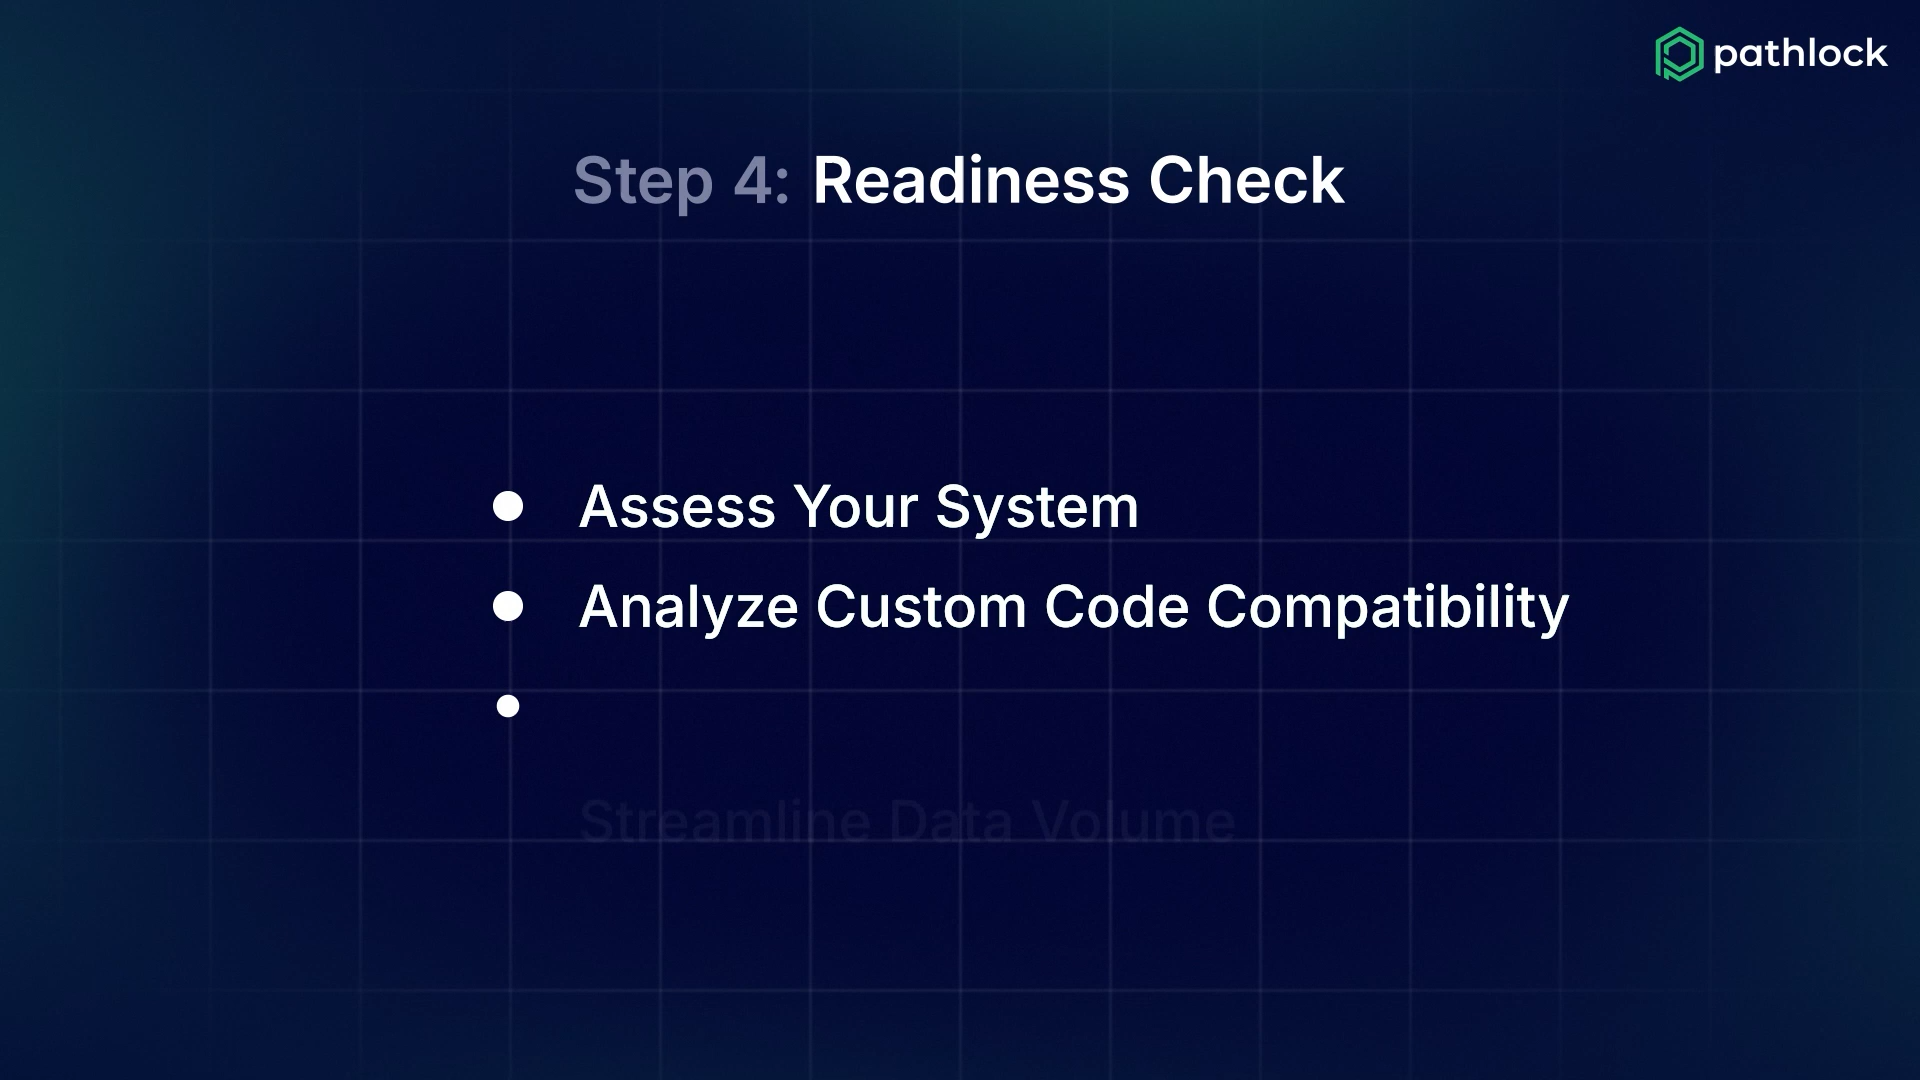 pathlock
Step 4: Readiness Check
Assess Your System
Analyze Custom Code Compatibility
Streamline Data Volume